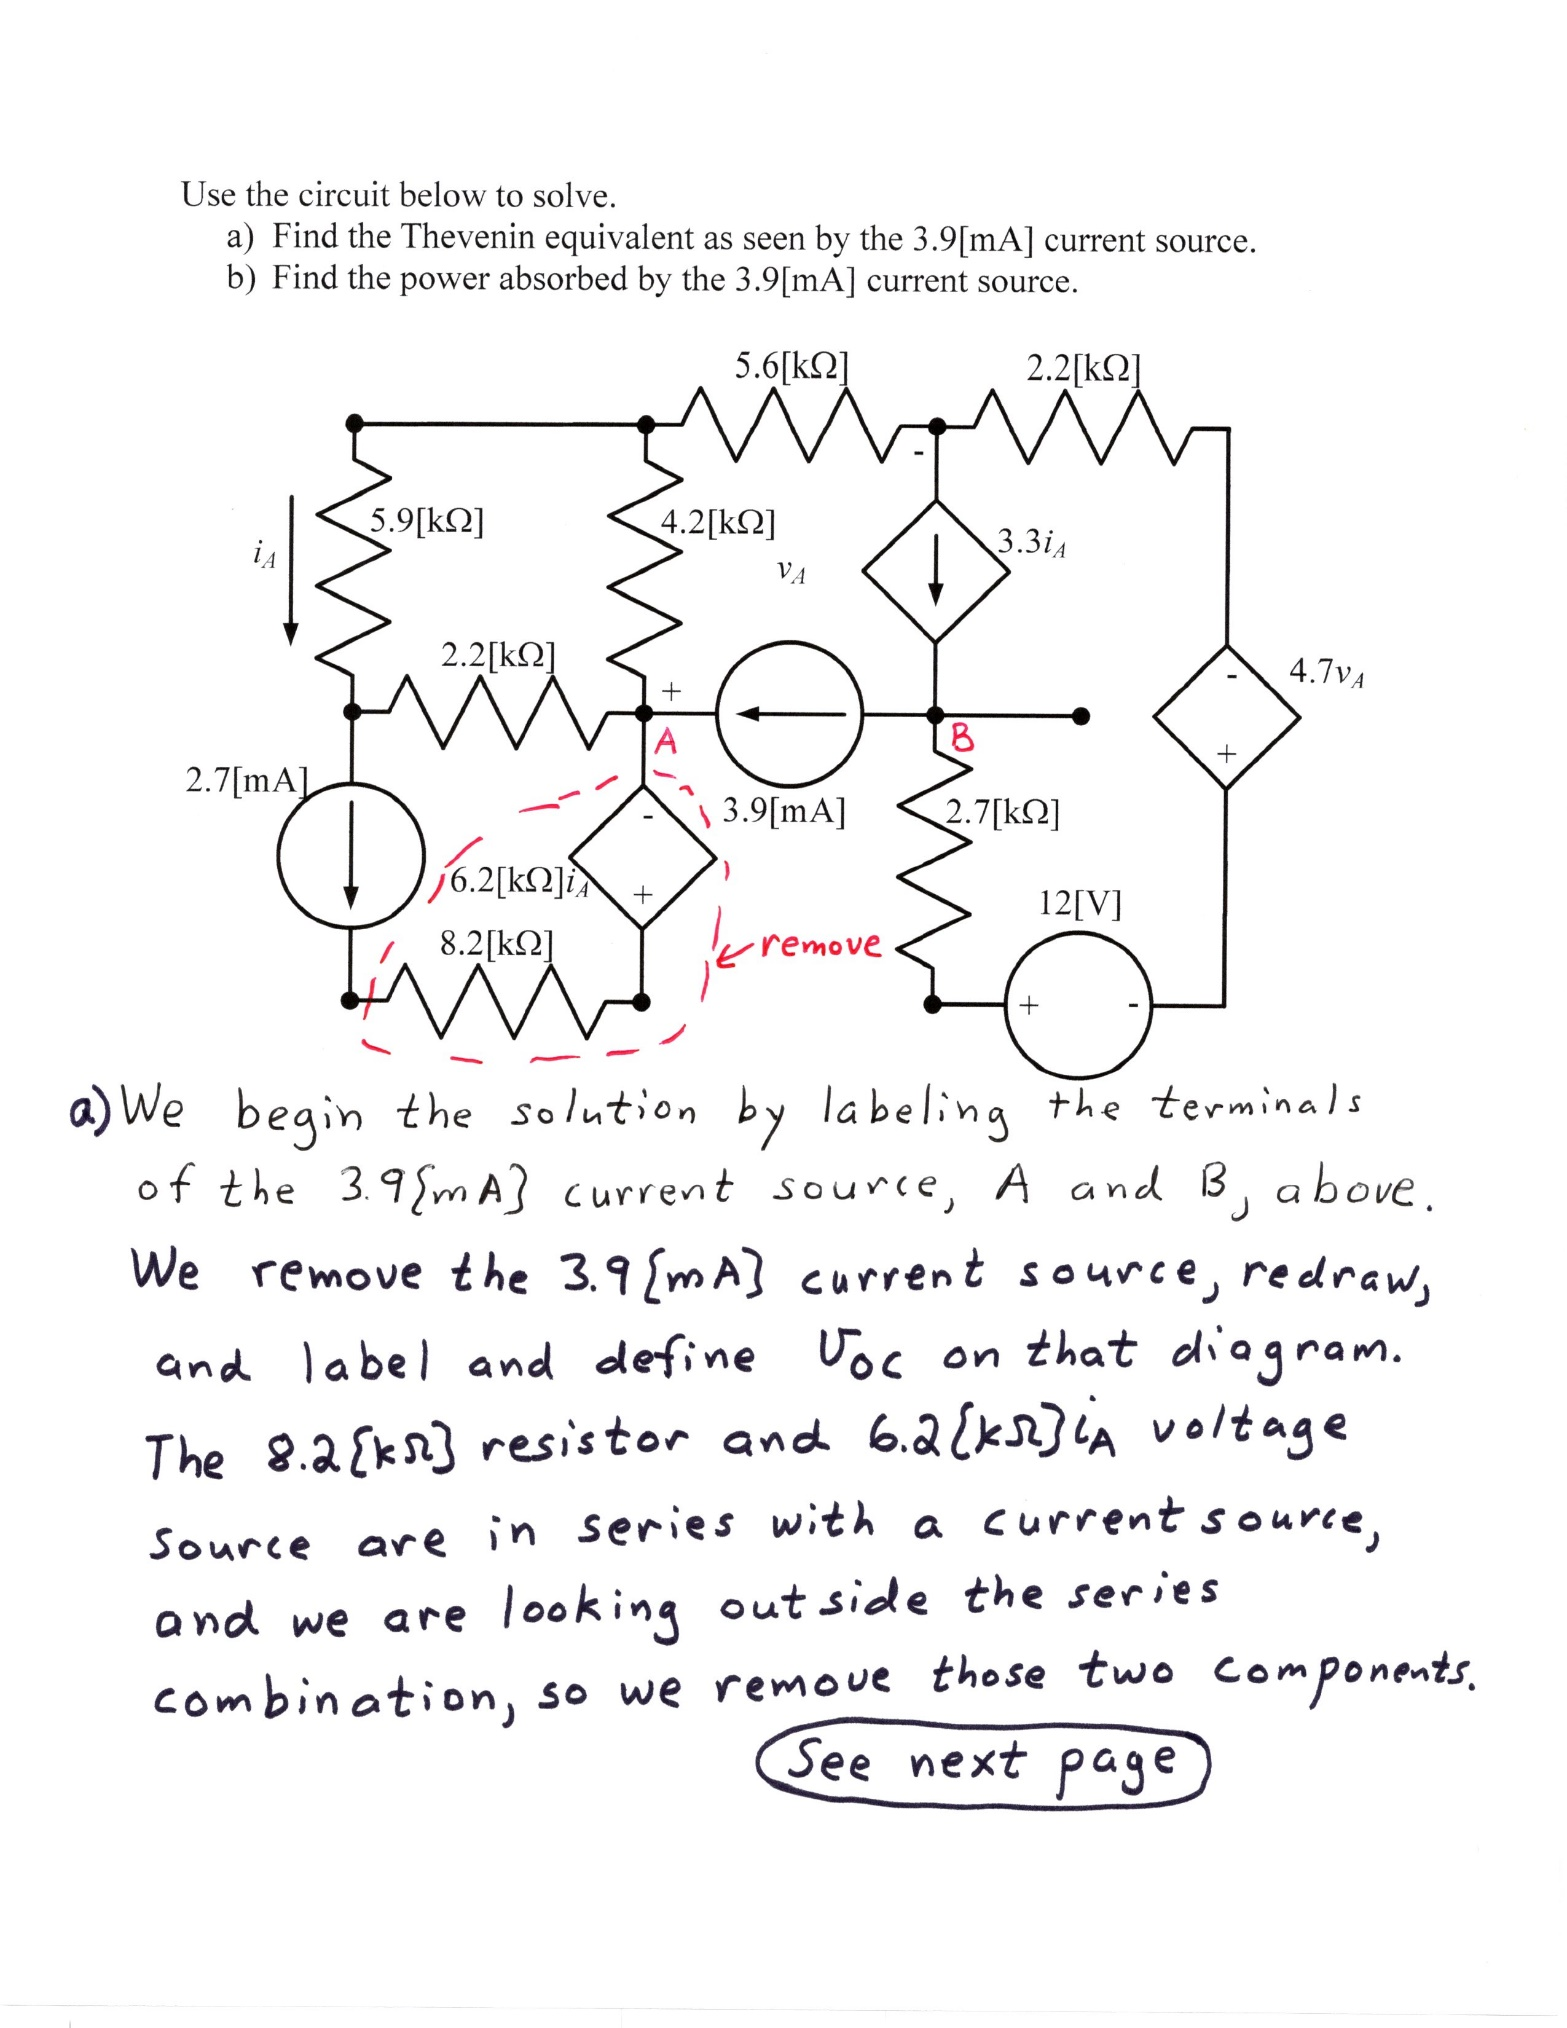 Use the circuit below to solve.
a) Find the Thevenin equivalent as seen by the 3.9[mA] current source.
b) Find the power absorbed by the 3.9[mA] current source.
5.6[kΩ]
2.2[kΩ]
-
5.9[kΩ]
4.2[kΩ]
3.3iA
iA
vA
2.2[kΩ]
+
-
4.7vA
A
B
+
2.7[mA]
-
3.9[mA]
2.7[kΩ]
6.2[kΩ]iA
+
12[V]
8.2[kΩ]
remove
+
-
a) We begin the solution by labeling the terminals
of the 3.9[mA] current source, A and B, above.
We remove the 3.9[mA] current source, redraw,
and label and define vOC on that diagram.
The 8.2[kΩ] resistor and 6.2[kΩ]iA voltage
source are in series with a current source,
and we are looking outside the series
combination, so we remove those two components.
See next page